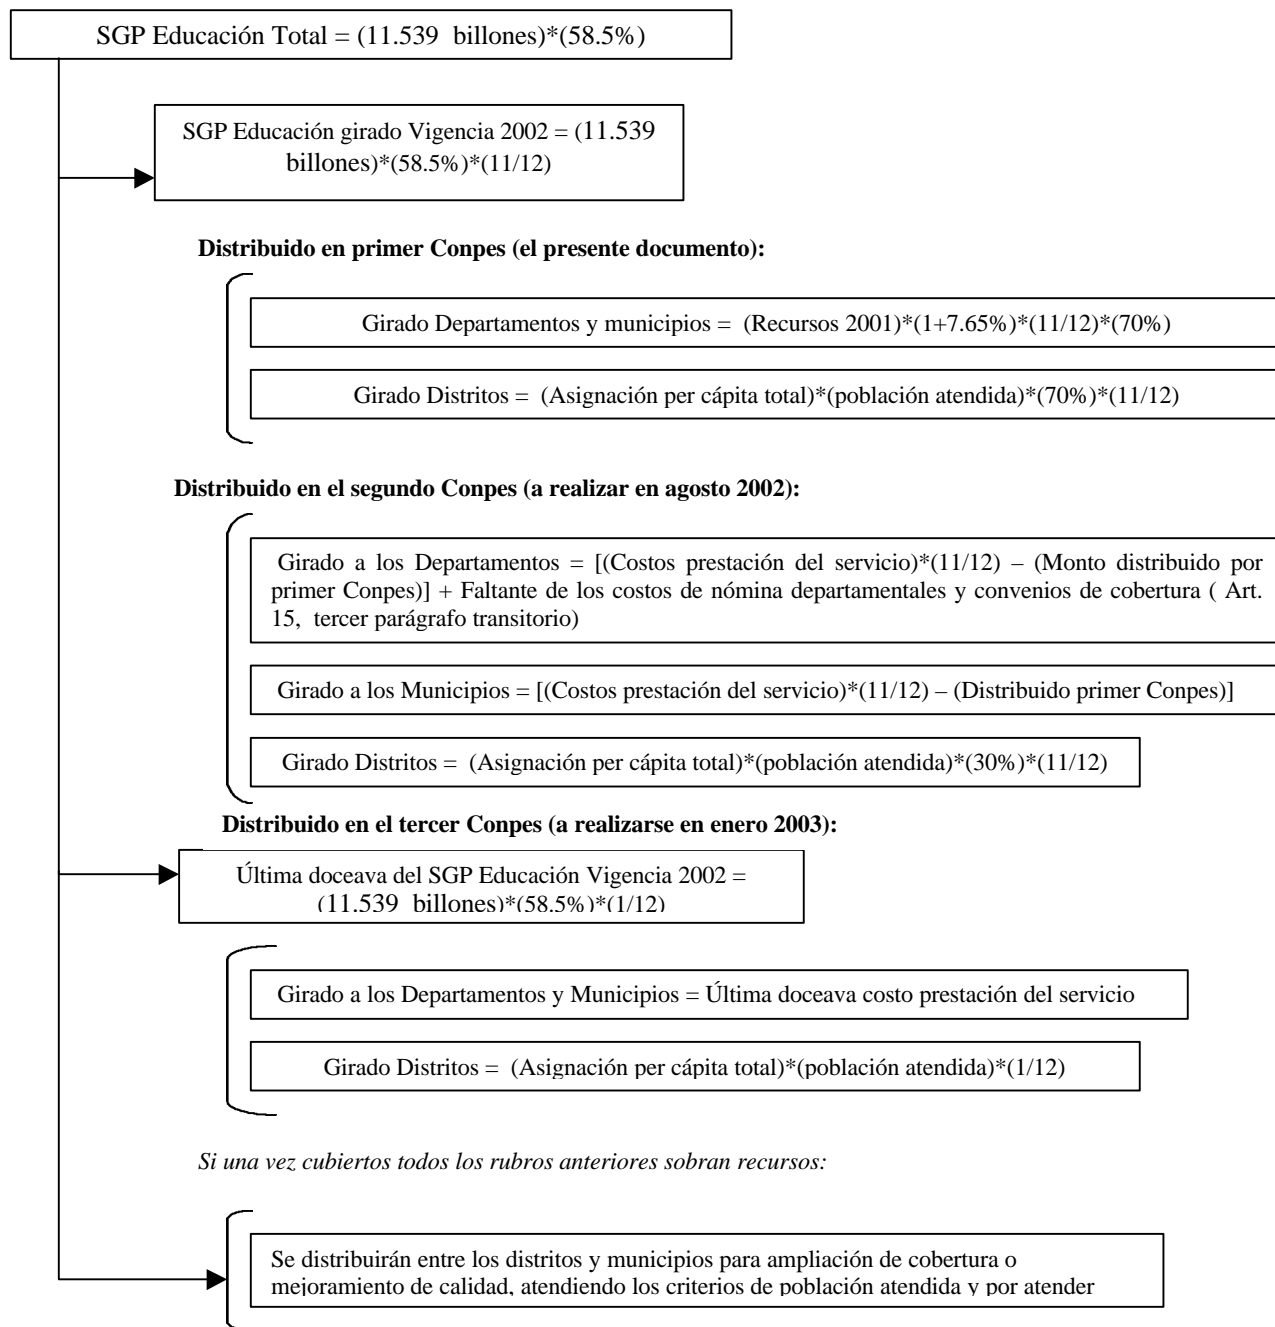 SGP Educación Total = (11.539 billones)*(58.5%)
SGP Educación girado Vigencia 2002 = (11.539
billones)*(58.5%)*(11/12)
Distribuido en primer Conpes (el presente documento):
Girado Departamentos y municipios = (Recursos 2001)*(1+7.65%)*(11/12)*(70%)
Girado Distritos = (Asignación per cápita total)*(población atendida)*(70%)*(11/12)
Distribuido en el segundo Conpes (a realizar en agosto 2002):
Girado a los Departamentos = [(Costos prestación del servicio)*(11/12) – (Monto distribuido por
primer Conpes)] + Faltante de los costos de nómina departamentales y convenios de cobertura ( Art.
15, tercer parágrafo transitorio)
Girado a los Municipios = [(Costos prestación del servicio)*(11/12) – (Distribuido primer Conpes)]
Girado Distritos = (Asignación per cápita total)*(población atendida)*(30%)*(11/12)
Distribuido en el tercer Conpes (a realizarse en enero 2003):
Última doceava del SGP Educación Vigencia 2002 =
(11.539 billones)*(58.5%)*(1/12)
Girado a los Departamentos y Municipios = Última doceava costo prestación del servicio
Girado Distritos = (Asignación per cápita total)*(población atendida)*(1/12)
Si una vez cubiertos todos los rubros anteriores sobran recursos:
Se distribuirán entre los distritos y municipios para ampliación de cobertura o
mejoramiento de calidad, atendiendo los criterios de población atendida y por atender